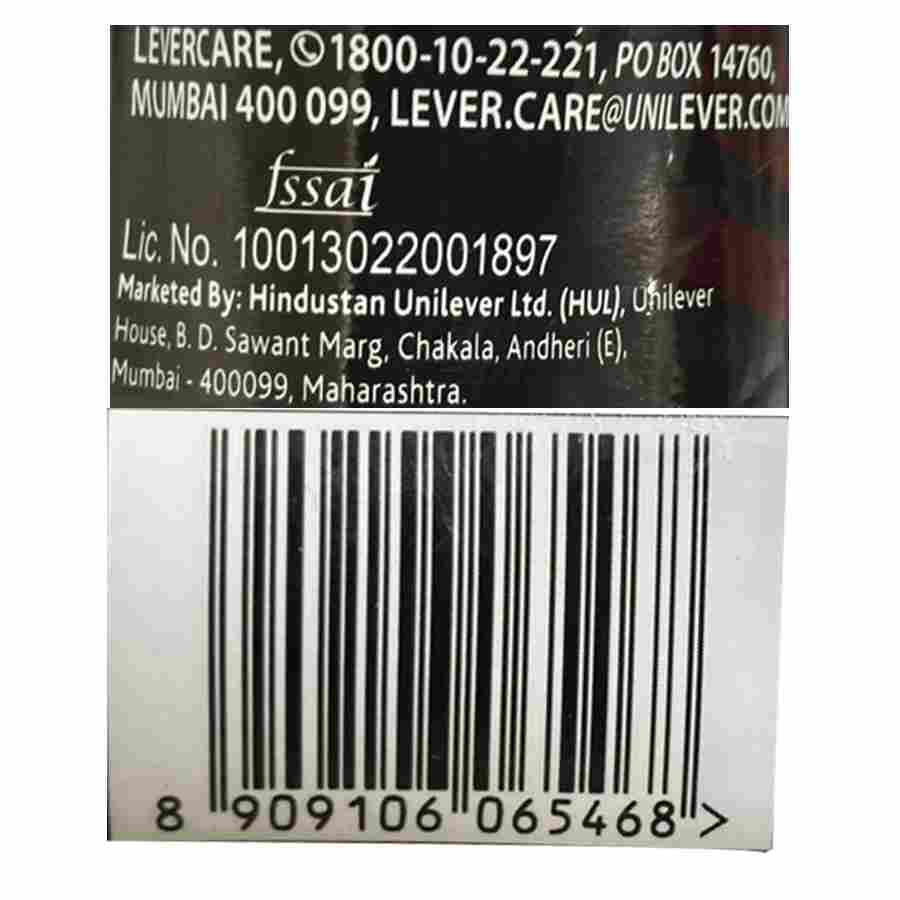 LEVERCARE, 1800-10-22-221, PO BOX 14760,
MUMBAI 400 099, LEVER.CARE@UNILEVER.COM
fssai
Lic. No. 10013022001897
Marketed By: Hindustan Unilever Ltd. (HUL), Unilever
House, B. D. Sawant Marg, Chakala, Andheri (E),
Mumbai - 400099, Maharashtra.
8 909106 065468 >